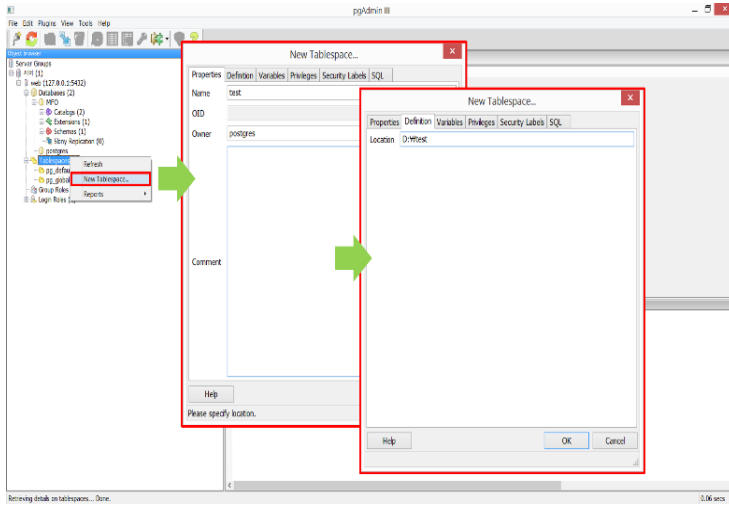 pgAdmin III
File Edit Plugins View Tools Help
Object browser
Server Groups
web (127.0.0.1:5432)
Databases (2)
MFO
Catalogs (2)
Extensions (1)
Schemas (1)
Slony Replication (0)
postgres
Tablespaces
pg_defau
pg_global
Group Roles
Login Roles
Refresh
New Tablespace...
Reports
New Tablespace...
Properties Definition Variables Privileges Security Labels SQL
Name test
OID
Owner postgres
Comment
Help
Please specify location.
New Tablespace...
Properties Definition Variables Privileges Security Labels SQL
Location D:₩test
Help OK Cancel
Retrieving details on tablespaces... Done. 0.06 secs